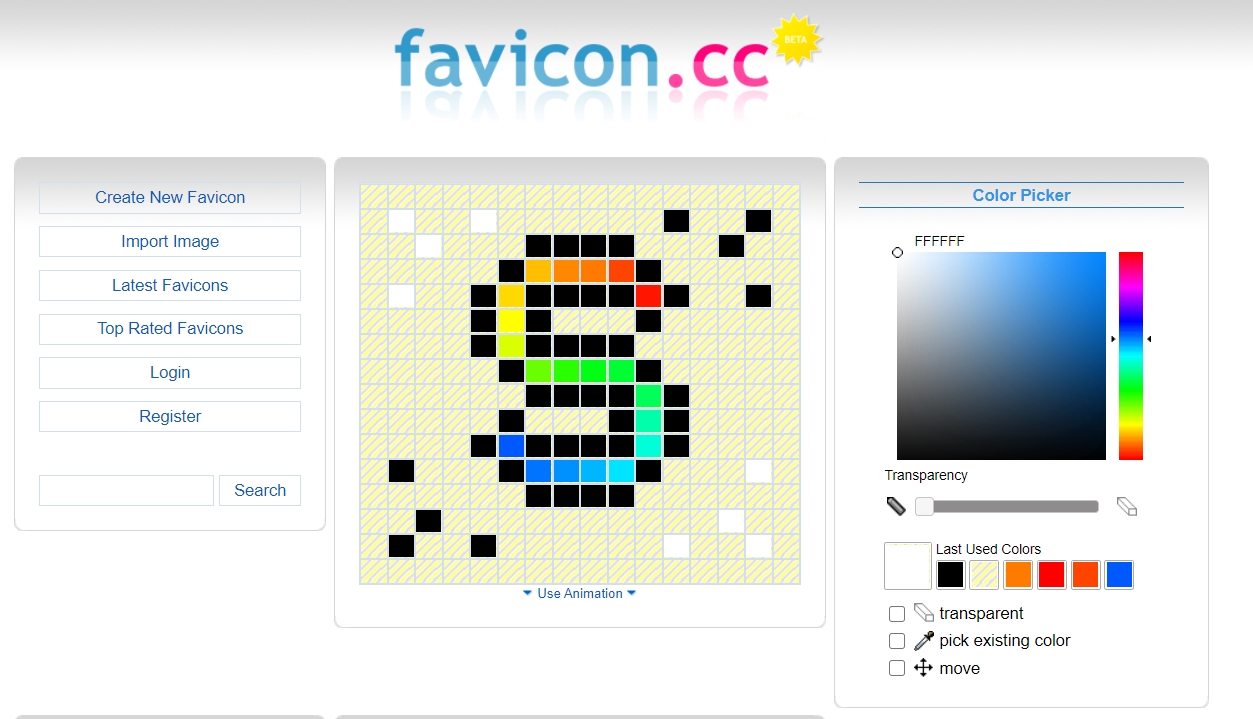 favicon.cc
BETA
Create New Favicon
Import Image
Latest Favicons
Top Rated Favicons
Login
Register
Search
Use Animation
Color Picker
FFFFFF
Transparency
Last Used Colors
transparent
pick existing color
move